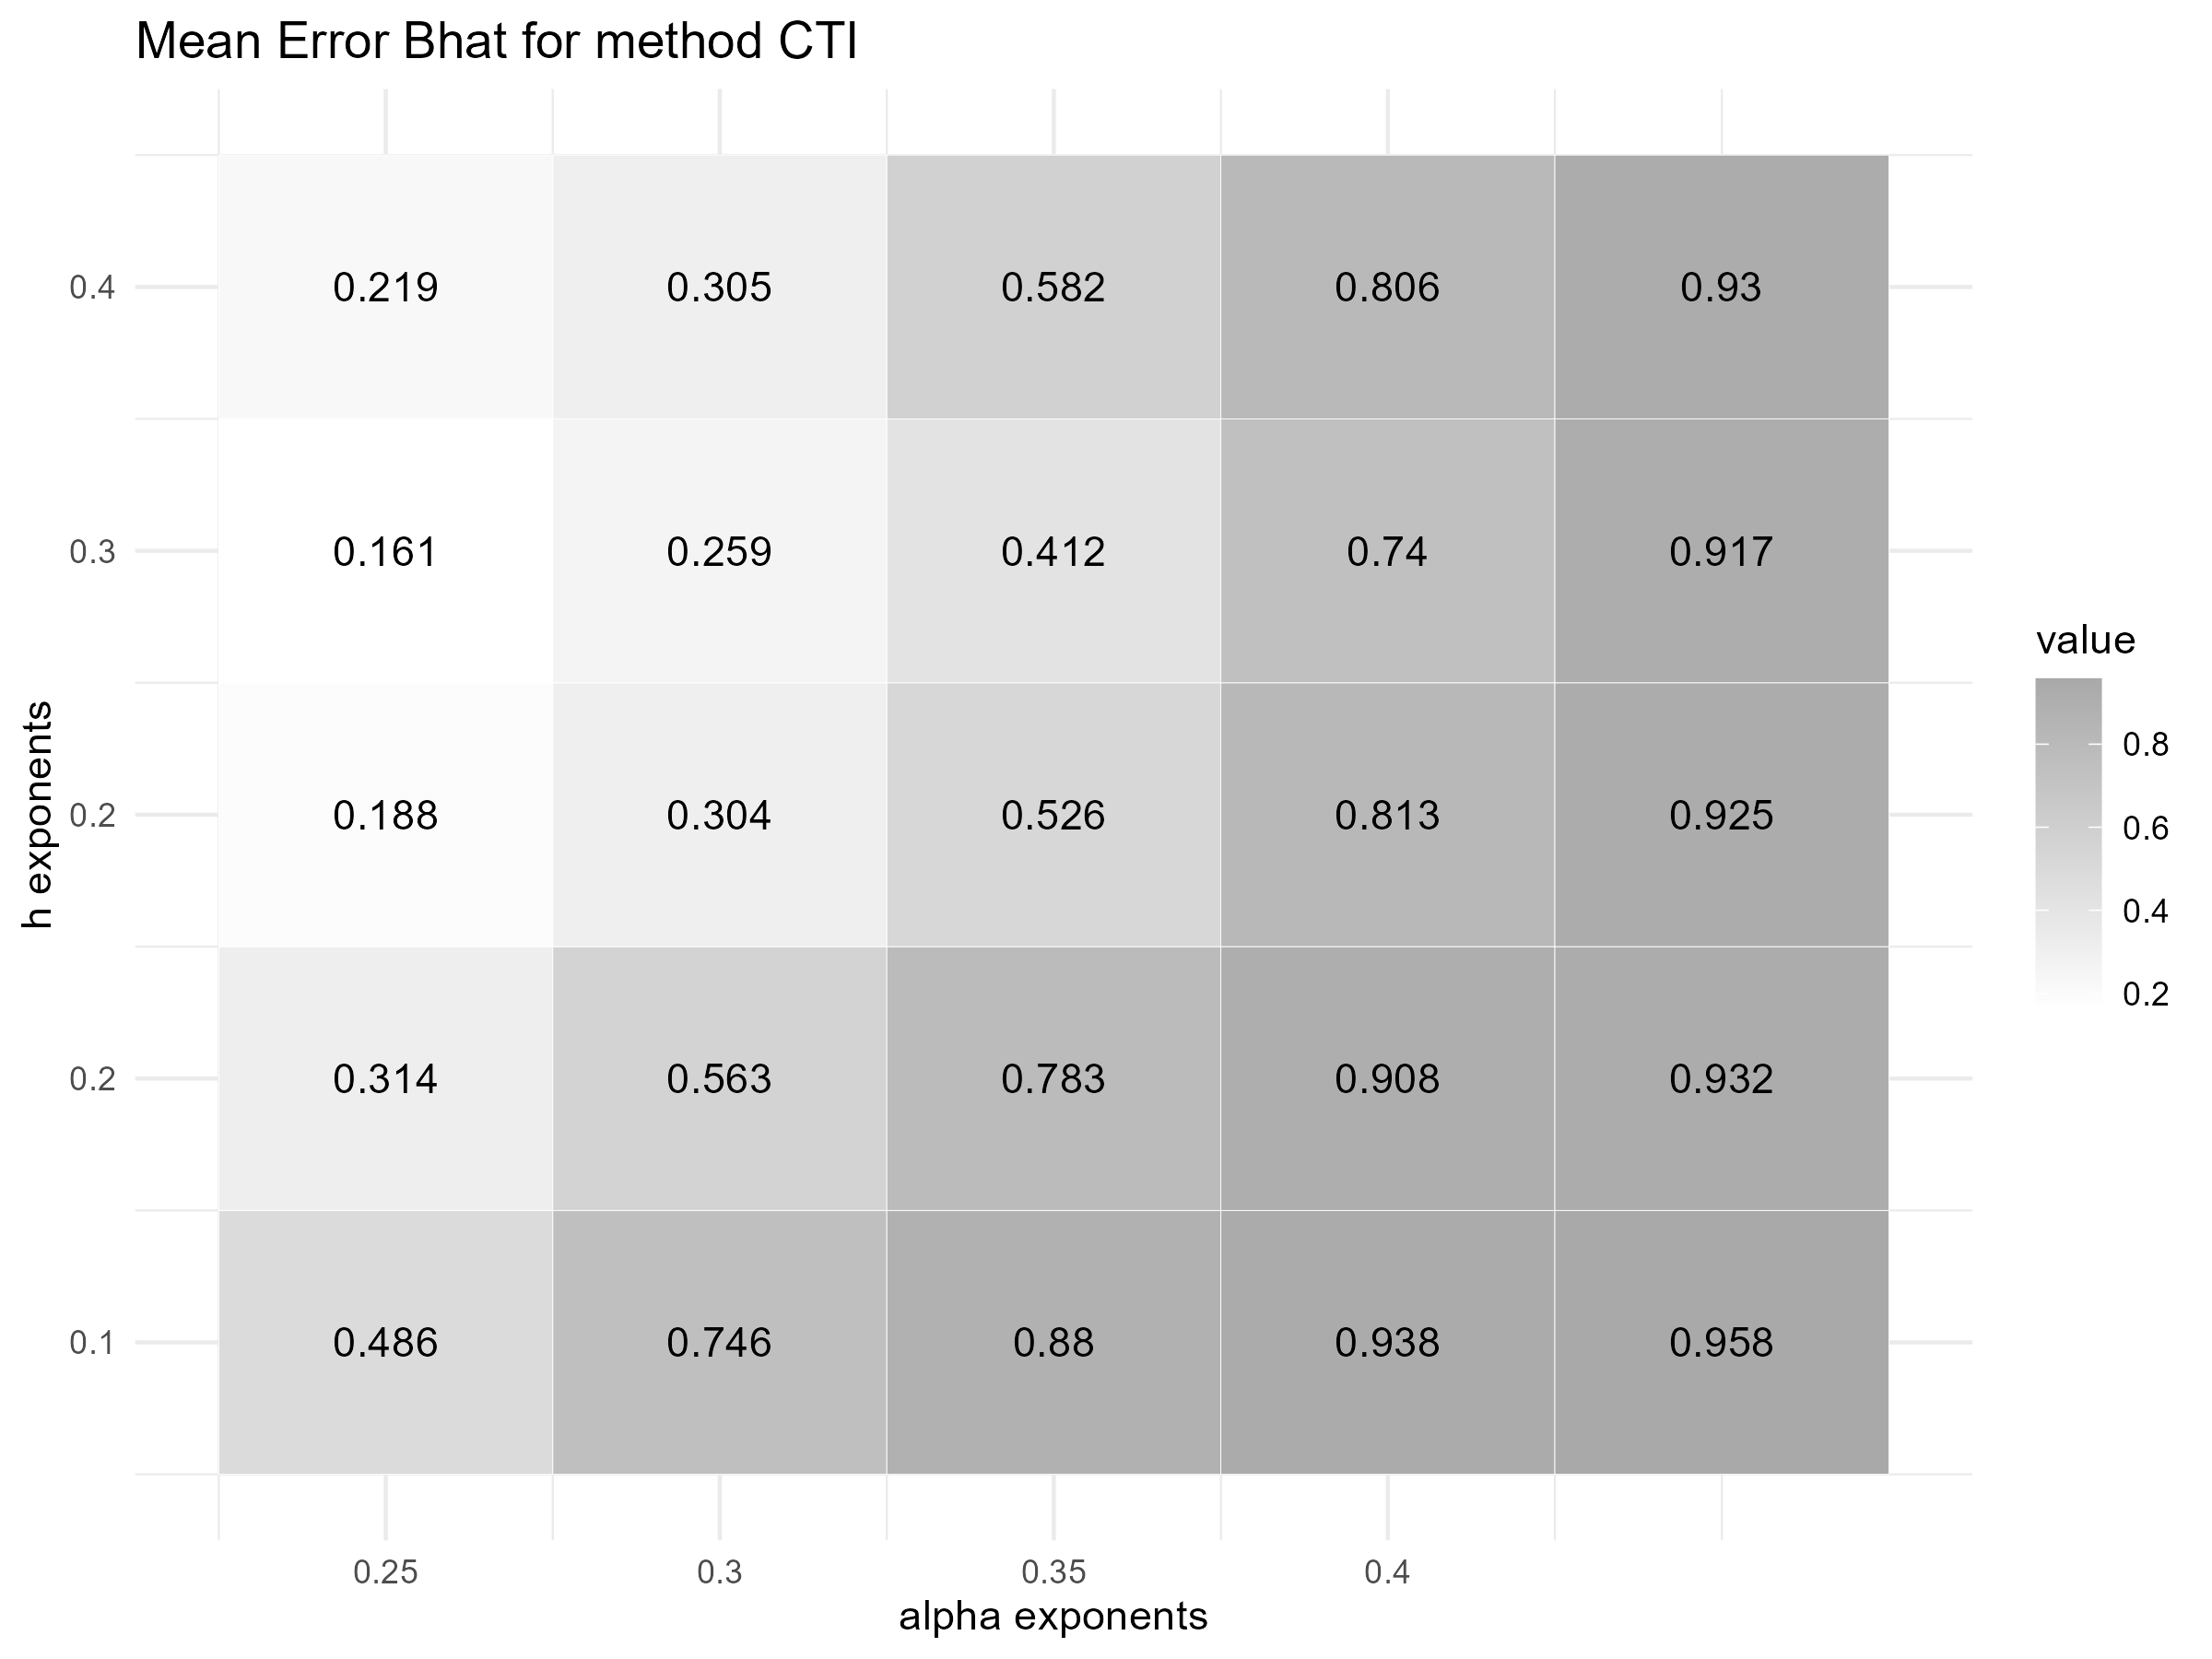 Mean Error Bhat for method CTI
0.4 0.219 0.305 0.582 0.806 0.93
0.3 0.161 0.259 0.412 0.74 0.917
0.2 0.188 0.304 0.526 0.813 0.925
0.2 0.314 0.563 0.783 0.908 0.932
0.1 0.486 0.746 0.88 0.938 0.958
0.25 0.3 0.35 0.4
alpha exponents
h exponents
value
0.8
0.6
0.4
0.2